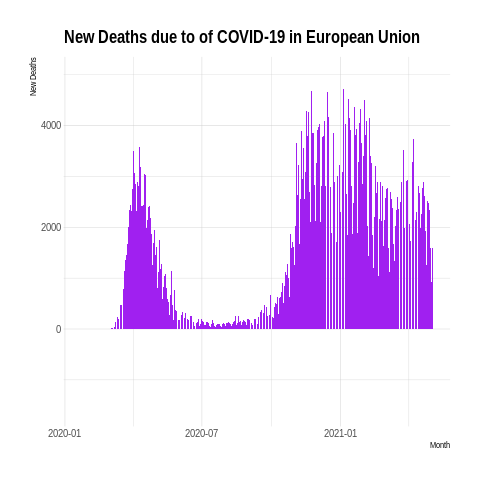 New Deaths due to of COVID-19 in European Union
New Deaths
4000
2000
0
2020-01
2020-07
2021-01
Month